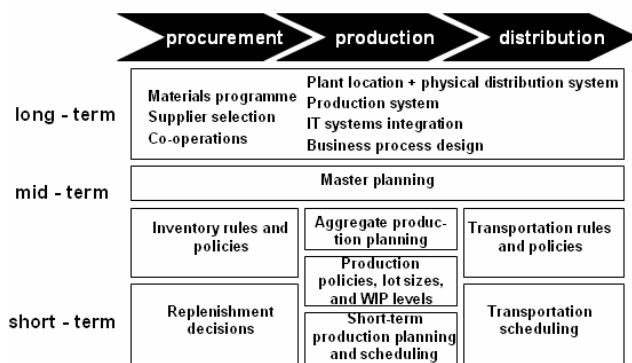 procurement
production
distribution
long - term
Materials programme
Supplier selection
Co-operations
Plant location + physical distribution system
Production system
IT systems integration
Business process design
mid - term
Master planning
Inventory rules and
policies
Aggregate produc-
tion planning
Transportation rules
and policies
Production
policies, lot sizes,
and WIP levels
short - term
Replenishment
decisions
Short-term
production planning
and scheduling
Transportation
scheduling